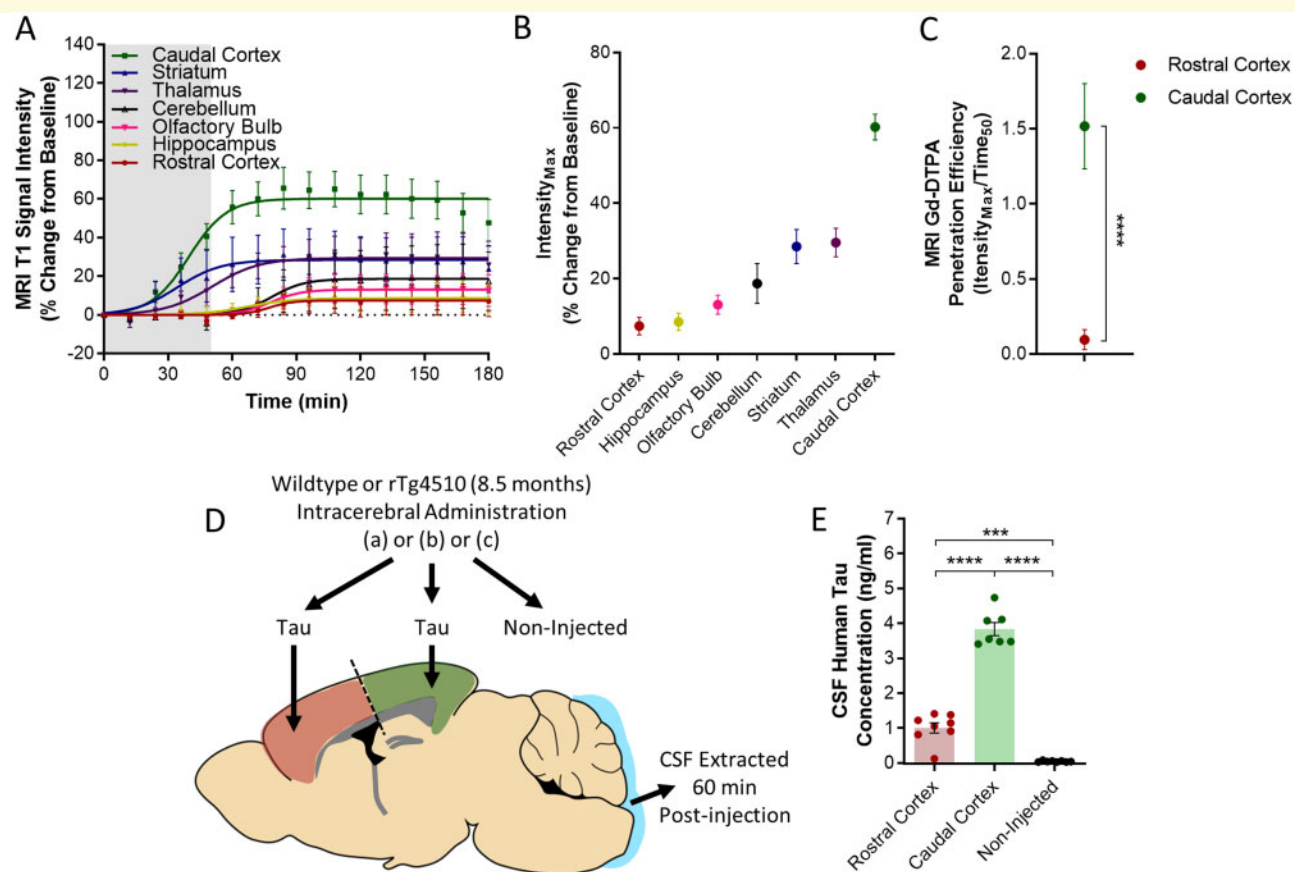 A
MRI T1 Signal Intensity
(% Change from Baseline)
140
120
100
80
60
40
20
0
-20
Caudal Cortex
Striatum
Thalamus
Cerebellum
Olfactory Bulb
Hippocampus
Rostral Cortex
0
30
60
90
120
150
180
Time (min)
B
Intensity Max
(% Change from Baseline)
80
60
40
20
0
Rostral Cortex
Hippocampus
Olfactory Bulb
Cerebellum
Striatum
Thalamus
Caudal Cortex
C
MRI Gd-DTPA
Penetration Efficiency
(Itensity Max/Time50)
2.0
1.5
1.0
0.5
0.0
****
Rostral Cortex
Caudal Cortex
D
Wildtype or rTg4510 (8.5 months)
Intracerebral Administration
(a) or (b) or (c)
Tau
Tau
Non-Injected
CSF Extracted
60 min
Post-injection
E
CSF Human Tau
Concentration (ng/ml)
7
6
5
4
3
2
1
0
***
**** ****
Rostral Cortex
Caudal Cortex
Non-Injected